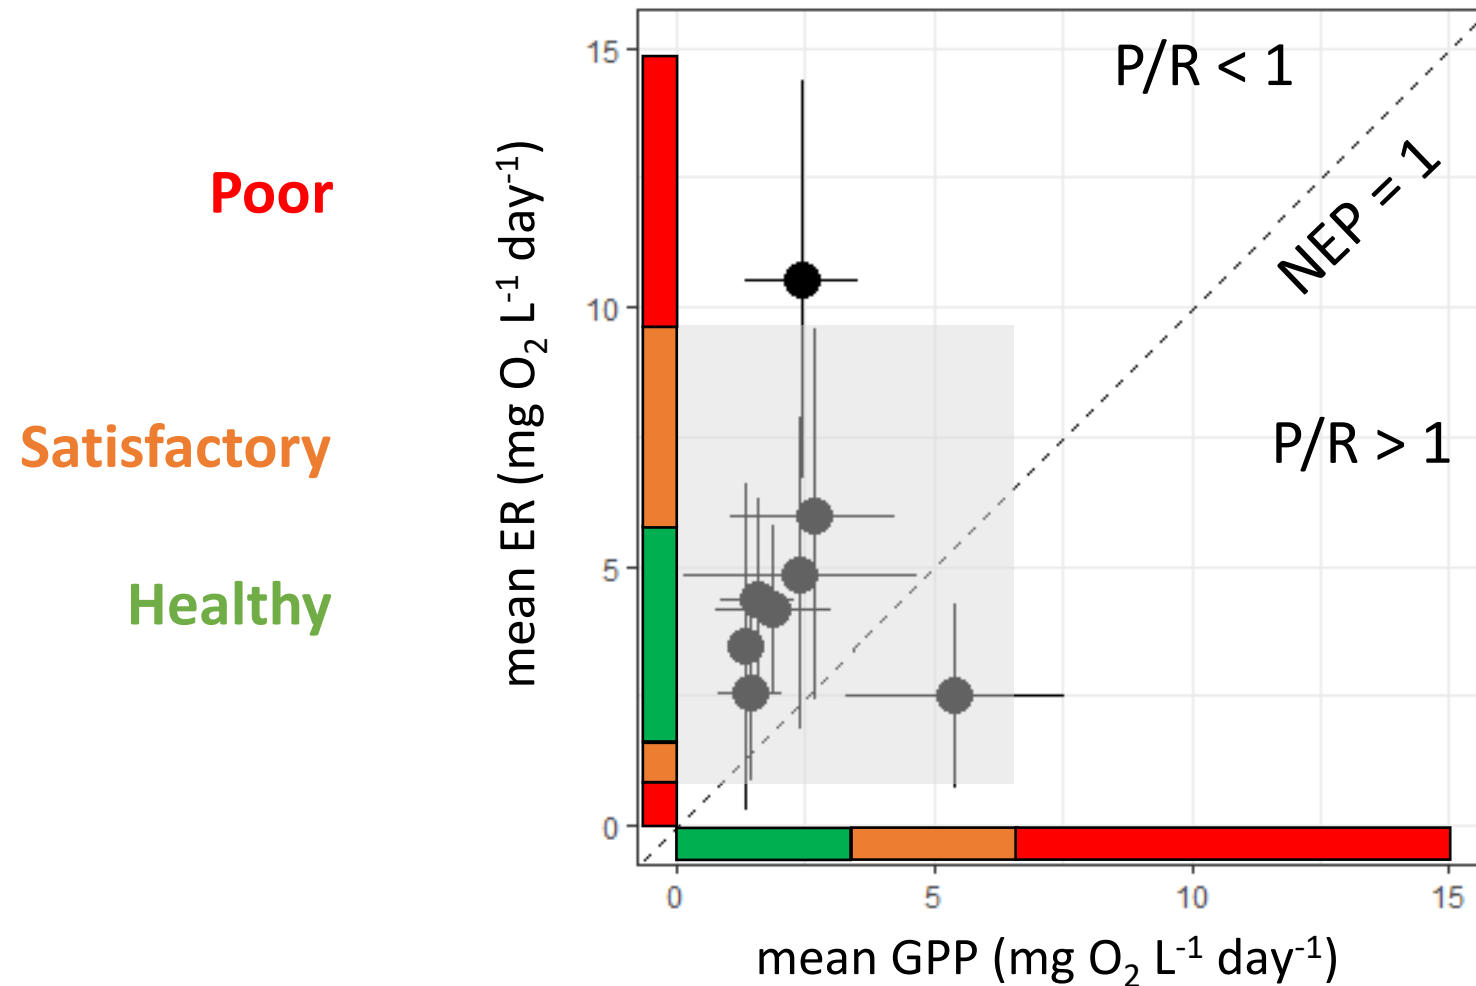 Poor
Satisfactory
Healthy
mean ER (mg O₂ L⁻¹ day⁻¹)
15
10
5
0
P/R < 1
NEP = 1
P/R > 1
0 5 10 15
mean GPP (mg O₂ L⁻¹ day⁻¹)